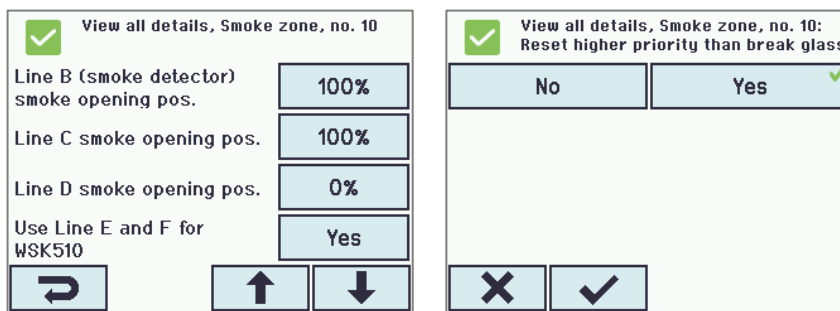 View all details, Smoke zone, no. 10
Line B (smoke detector)
smoke opening pos.
100%
Line C smoke opening pos.
100%
Line D smoke opening pos.
0%
Use Line E and F for
WSK510
Yes
View all details, Smoke zone, no. 10:
Reset higher priority than break glass
No
Yes